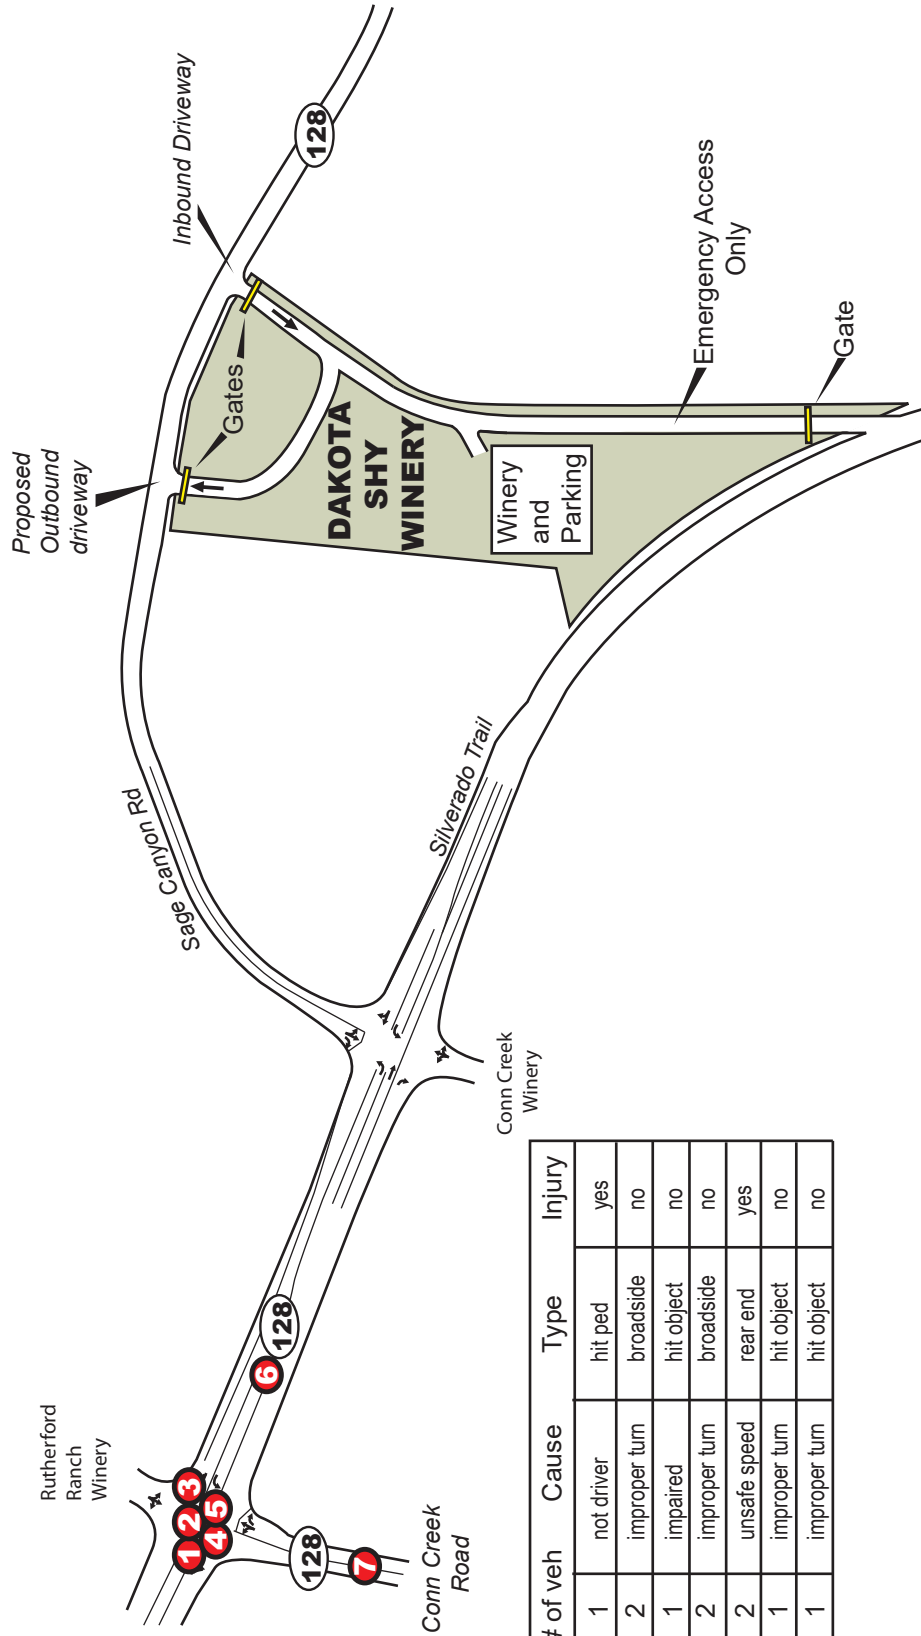 Proposed
Outbound
driveway
Inbound Driveway
128
Gates
DAKOTA
SHY
WINERY
Winery
and
Parking
Emergency Access
Only
Gate
Sage Canyon Rd
Silverado Trail
Conn Creek
Winery
Rutherford
Ranch
Winery
128
6
1 2 3
4 5
128
7
Conn Creek
Road
# of veh Cause Type Injury
1 not driver hit ped yes
2 improper turn broadside no
1 impaired hit object no
2 improper turn broadside no
2 unsafe speed rear end yes
1 improper turn hit object no
1 improper turn hit object no